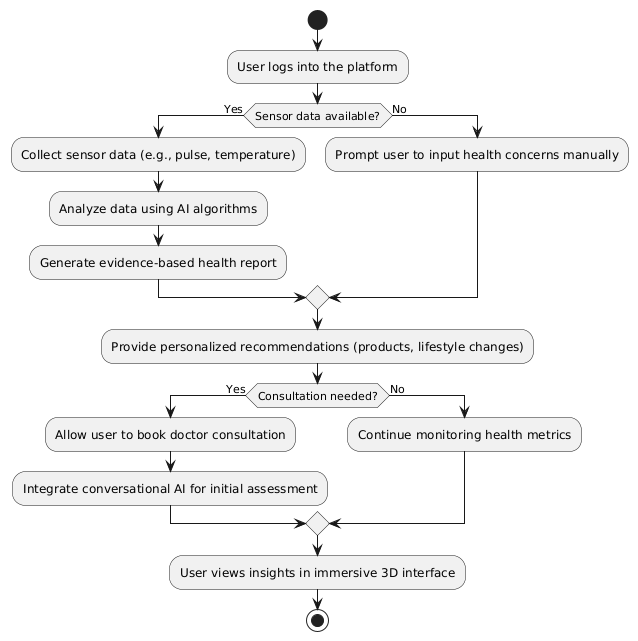 User logs into the platform
Yes
Sensor data available?
No
Collect sensor data (e.g., pulse, temperature)
Prompt user to input health concerns manually
Analyze data using AI algorithms
Generate evidence-based health report
Provide personalized recommendations (products, lifestyle changes)
Yes
Consultation needed?
No
Allow user to book doctor consultation
Continue monitoring health metrics
Integrate conversational AI for initial assessment
User views insights in immersive 3D interface